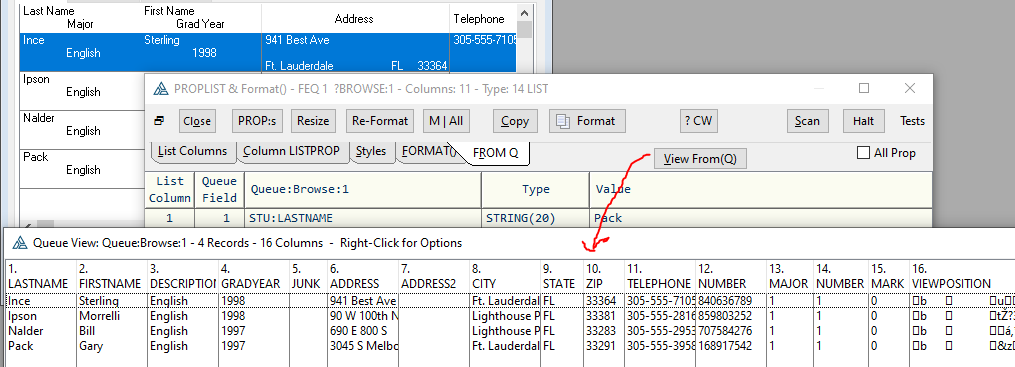 Last Name First Name Address Telephone
Major Grad Year
Ince Sterling 941 Best Ave 305-555-7105
English 1998
Ft. Lauderdale FL 33364
Ipson
English
Nalder
English
Pack
English
PROPLIST & Format() - FEQ 1 ?BROWSE:1 - Columns: 11 - Type: 14 LIST
Close PROP:s Resize Re-Format M | All Copy Format ? CW Scan Halt Tests
List Columns Column LISTPROP Styles FORMAT() FROM Q View From(Q) All Prop
List Column Queue Field Queue:Browse:1 Type Value
1 1 STU:LASTNAME STRING(20) Pack
Queue View: Queue:Browse:1 - 4 Records - 16 Columns - Right-Click for Options
1. 2. 3. 4. 5. 6. 7. 8. 9. 10. 11. 12. 13. 14. 15. 16.
LASTNAME FIRSTNAME DESCRIPTION GRADYEAR JUNK ADDRESS ADDRESS2 CITY STATE ZIP TELEPHONE NUMBER MAJOR NUMBER MARK VIEWPOSITION
Ince Sterling English 1998 941 Best Ave Ft. Lauderdal FL 33364 305-555-7105 840636789 1 1 0
Ipson Morrelli English 1998 90 W 100th N Lighthouse P FL 33381 305-555-2816 859803252 1 1 0
Nalder Bill English 1997 690 E 800 S Lighthouse P FL 33283 305-555-2953 707584276 1 1 0
Pack Gary English 1997 3045 S Melbo Ft. Lauderdal FL 33291 305-555-3958 168917542 1 1 0